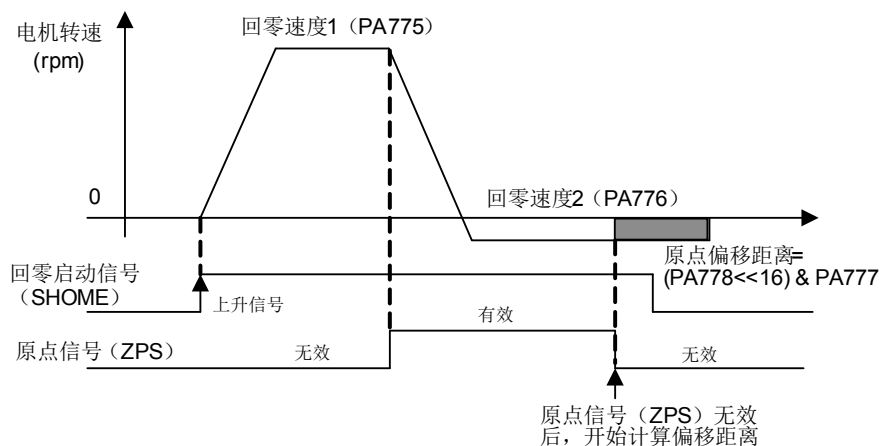 电机转速
(rpm)
回零速度1（PA775）
0
回零速度2（PA776）
原点偏移距离=
(PA778<<16) & PA777
回零启动信号
（SHOME）
上升信号
有效
原点信号（ZPS）
无效
无效
原点信号（ZPS）无效
后，开始计算偏移距离